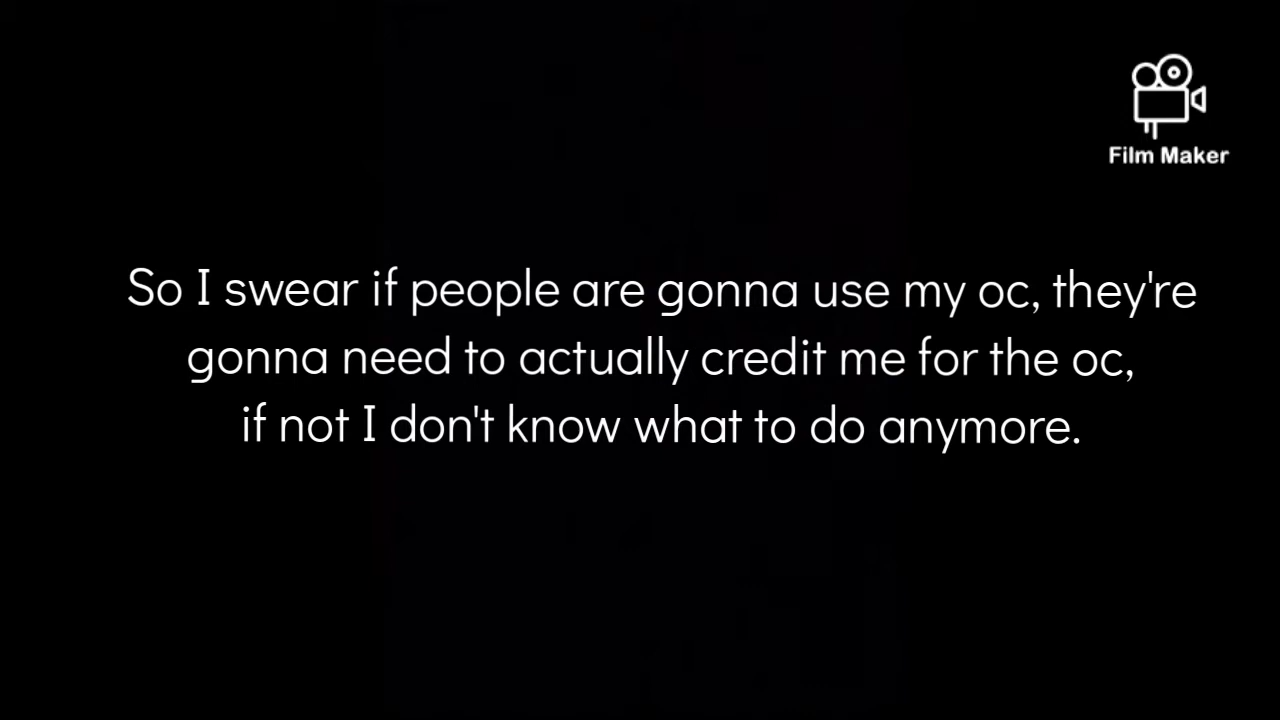 Film Maker
So I swear if people are gonna use my oc, they're
gonna need to actually credit me for the oc,
if not I don't know what to do anymore.